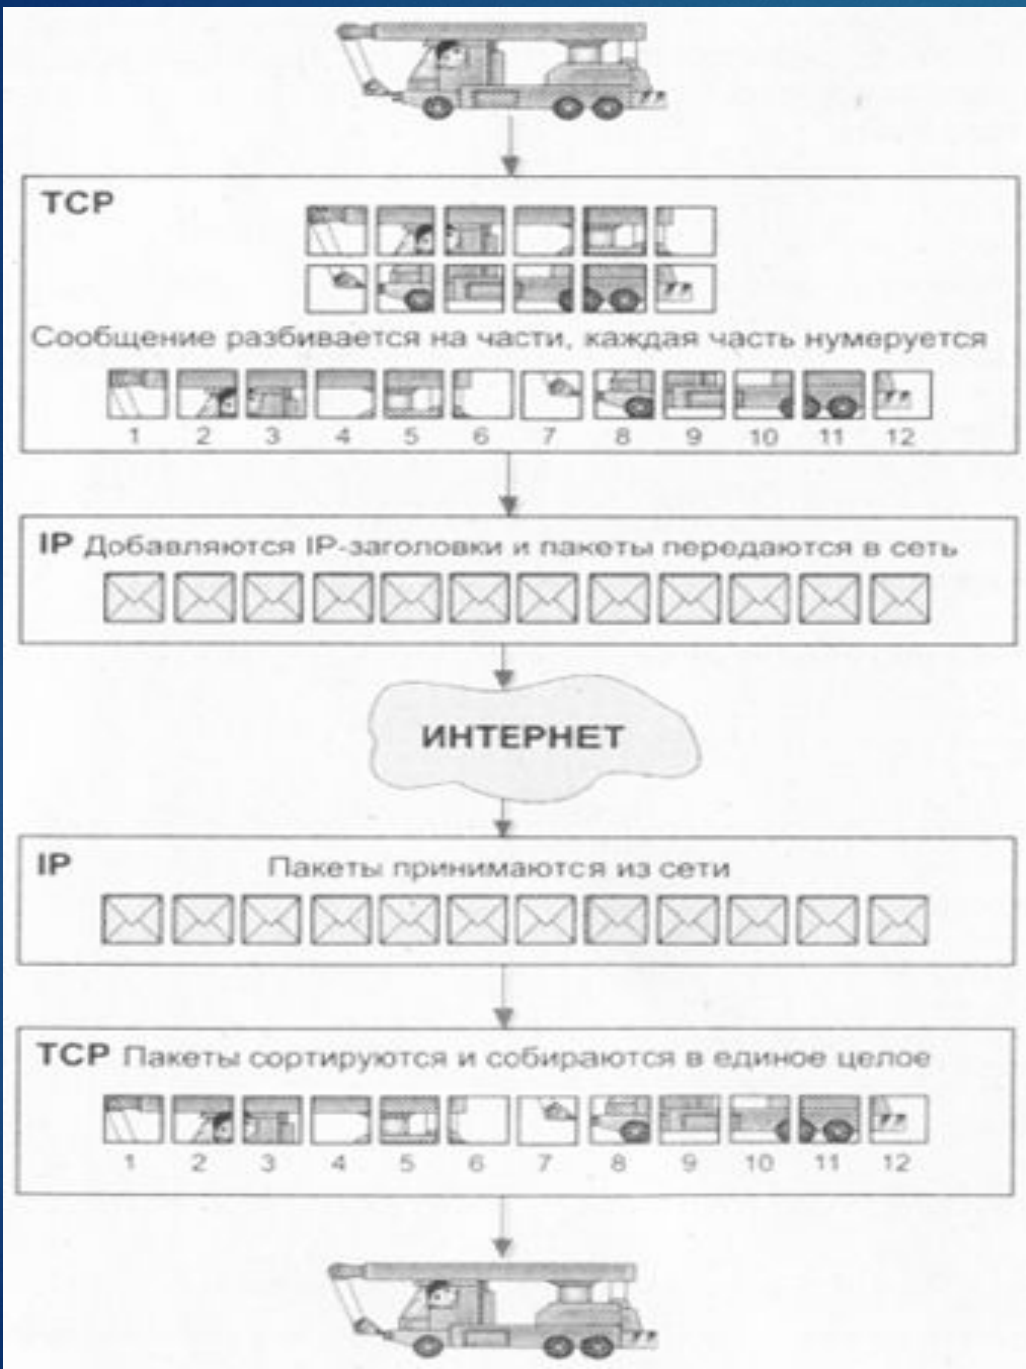 TCP
Сообщение разбивается на части, каждая часть нумеруется
1 2 3 4 5 6 7 8 9 10 11 12
IP Добавляются IP-заголовки и пакеты передаются в сеть
ИНТЕРНЕТ
IP Пакеты принимаются из сети
TCP Пакеты сортируются и собираются в единое целое
1 2 3 4 5 6 7 8 9 10 11 12